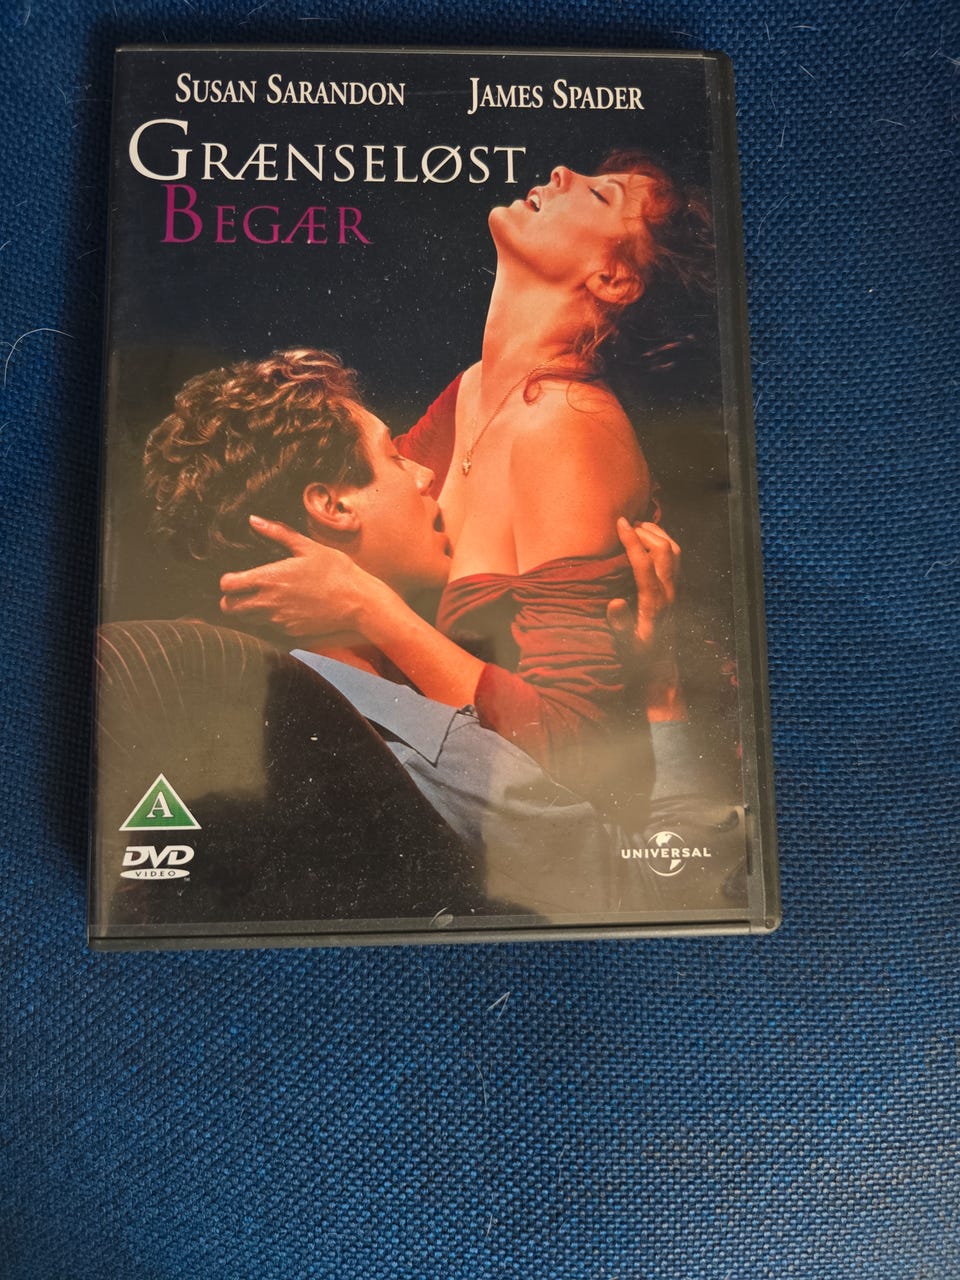 SUSAN SARANDON JAMES SPADER
GRÆNSELØST
BEGÆR
A
DVD
VIDEO
UNIVERSAL